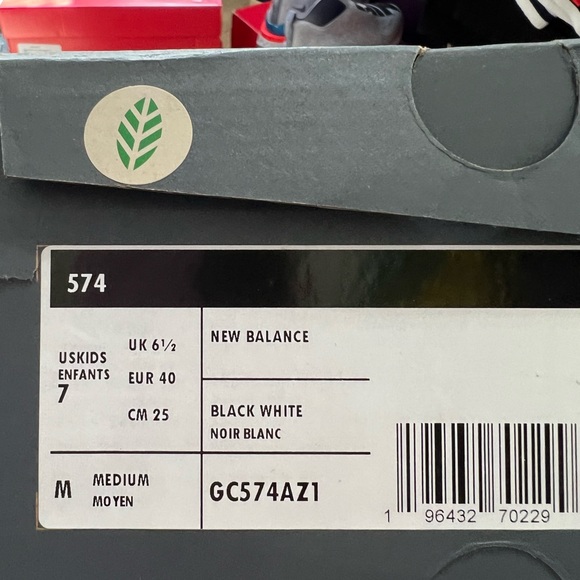 574
USKIDS
ENFANTS
7
UK 6½
EUR 40
CM 25
NEW BALANCE
BLACK WHITE
NOIR BLANC
M
MEDIUM
MOYEN
GC574AZ1
1 96432 70229